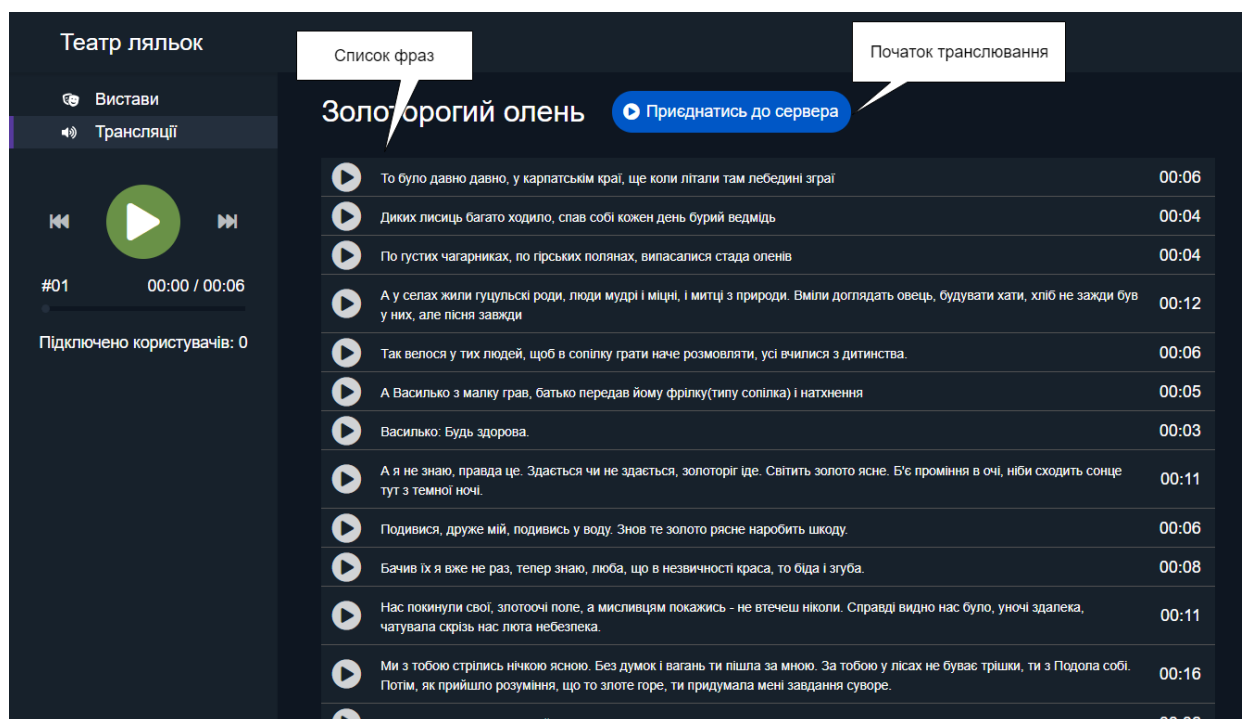 Театр ляльок
Список фраз
Початок транслювання
Вистави
Трансляції
Золоторогий олень
Приєднатись до сервера
#01 00:00 / 00:06
Підключено користувачів: 0
То було давно давно, у карпатськім краї, ще коли літали там лебедині зграї 00:06
Диких лисиць багато ходило, спав собі кожен день бурий ведмідь 00:04
По густих чагарниках, по гірських полянах, випасалися стада оленів 00:04
А у селах жили гуцульскі роди, люди мудрі і міцні, і митці з природи. Вміли доглядать овець, будувати хати, хліб не зажди був
у них, але пісня завжди 00:12
Так велося у тих людей, щоб в сопілку грати наче розмовляти, усі вчилися з дитинства. 00:06
А Василько з малку грав, батько передав йому фрілку(типу сопілка) і натхнення 00:05
Василько: Будь здорова. 00:03
А я не знаю, правда це. Здається чи не здається, золоторіг іде. Світить золото ясне. Б'є проміння в очі, ніби сходить сонце
тут з темної ночі. 00:11
Подивися, друже мій, подивись у воду. Знов те золото рясне наробить шкоду. 00:06
Бачив їх я вже не раз, тепер знаю, люба, що в незвичності краса, то біда і згуба. 00:08
Нас покинули свої, злотоочі поле, а мисливцям покажись - не втечеш ніколи. Справді видно нас було, уночі здалека,
чатувала скрізь нас люта небезпека. 00:11
Ми з тобою стрілись нічкою ясною. Без думок і вагань ти пішла за мною. За тобою у лісах не буває трішки, ти з Подола собі.
Потім, як прийшло розуміння, що то злоте горе, ти придумала мені завдання суворе. 00:16